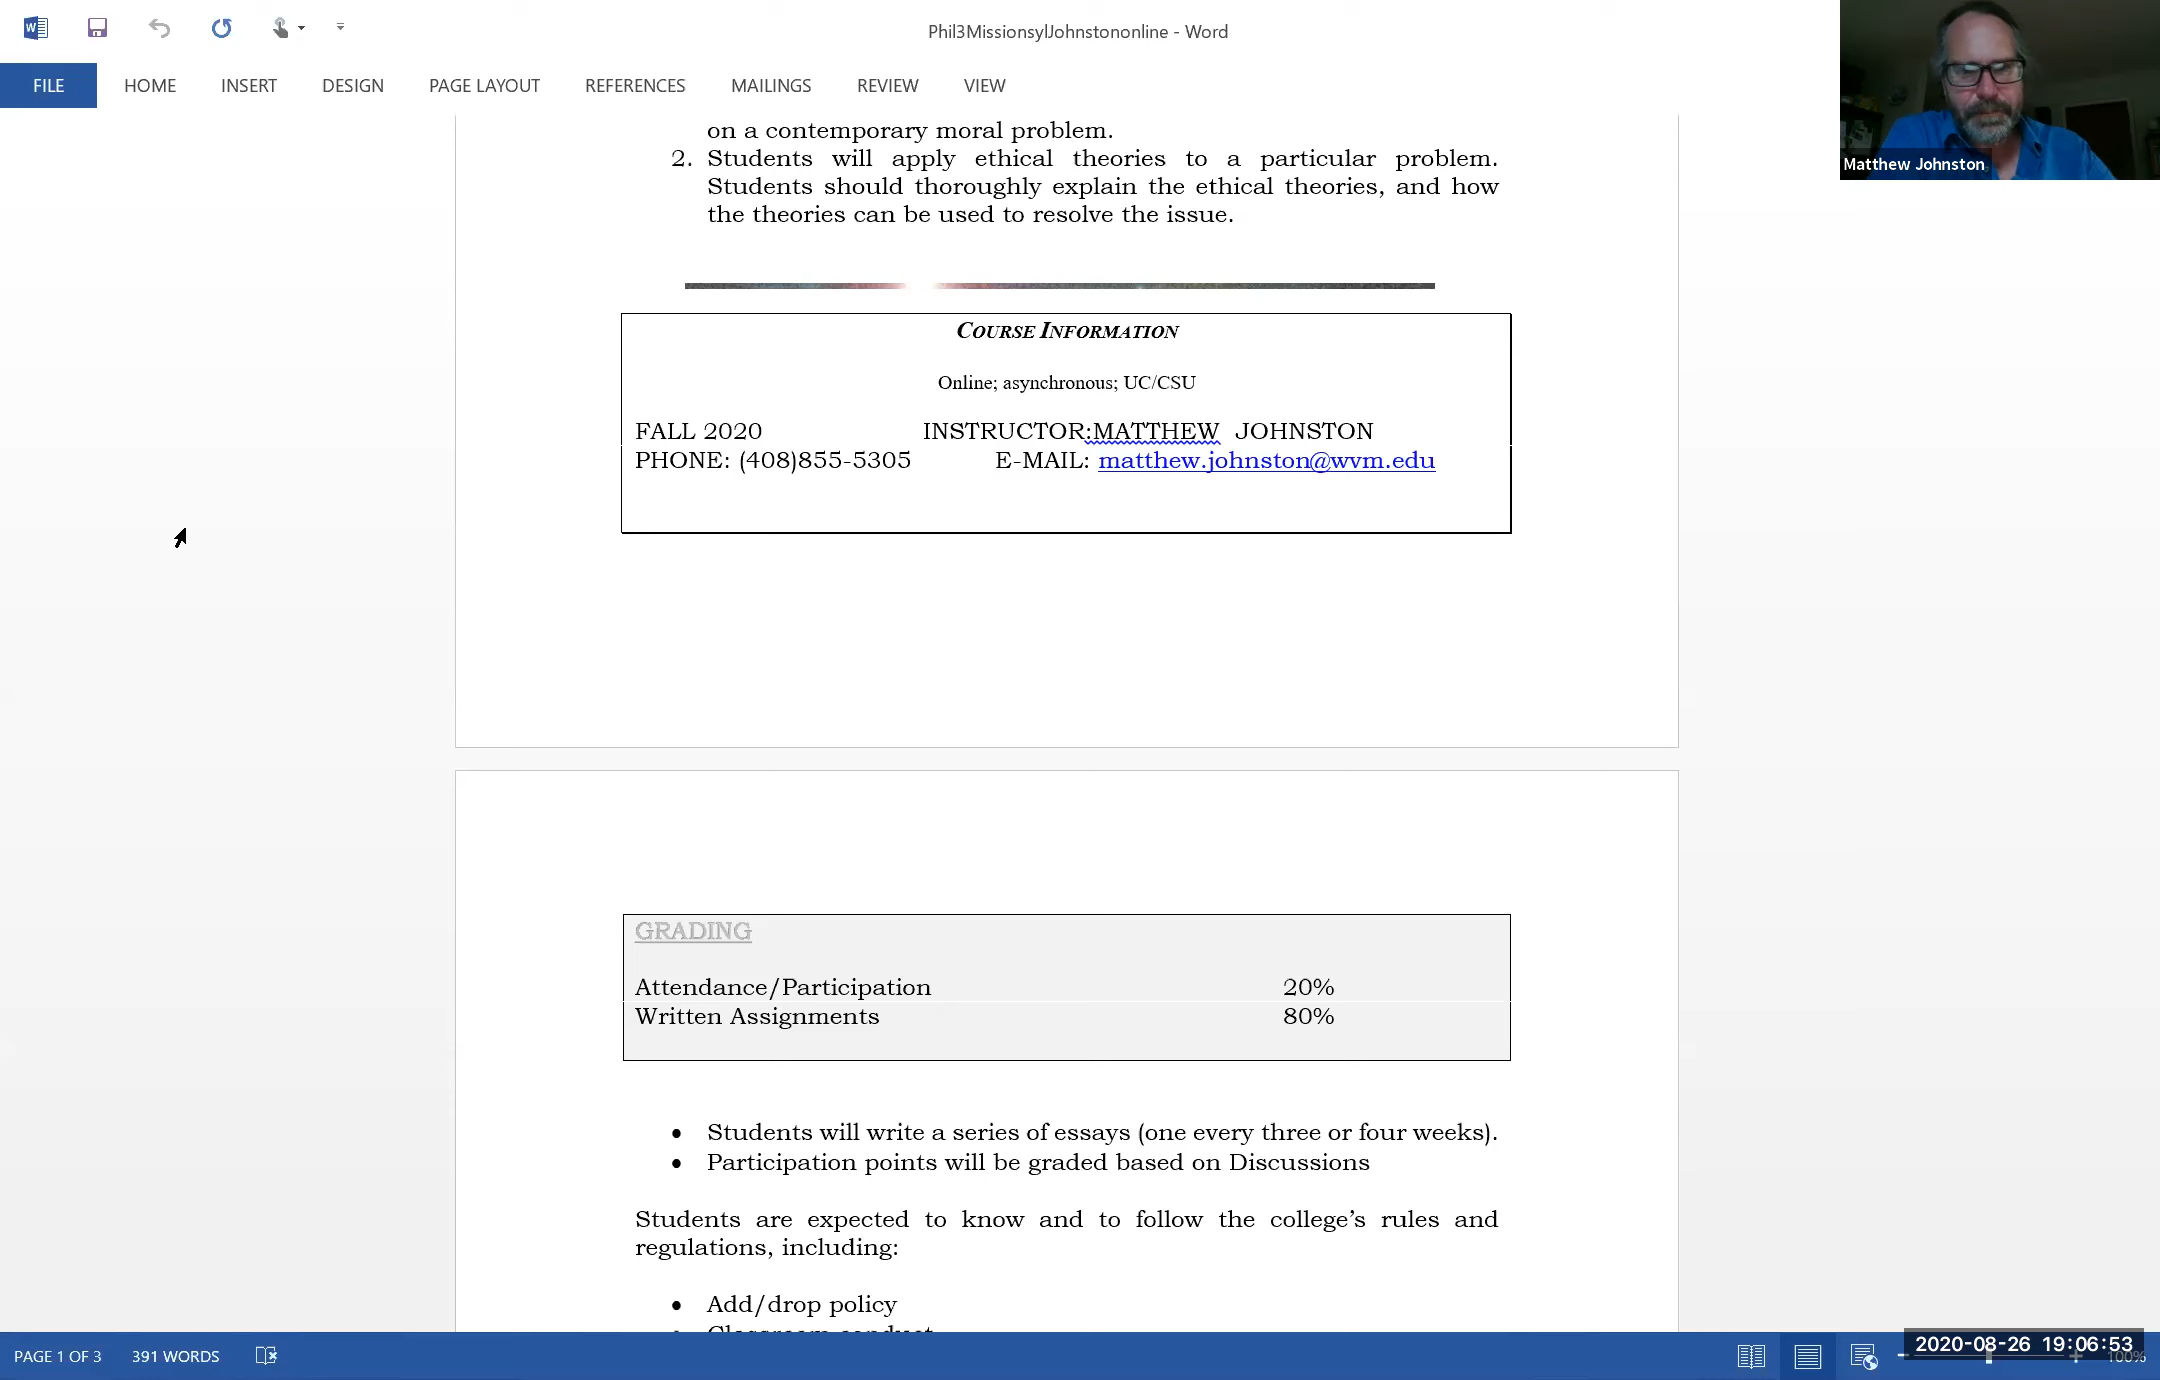 Phil3MissionsylJohnstononline - Word
FILE HOME INSERT DESIGN PAGE LAYOUT REFERENCES MAILINGS REVIEW VIEW
Matthew Johnston
on a contemporary moral problem.
2. Students will apply ethical theories to a particular problem.
Students should thoroughly explain the ethical theories, and how
the theories can be used to resolve the issue.
COURSE INFORMATION
Online; asynchronous; UC/CSU
FALL 2020 INSTRUCTOR:MATTHEW JOHNSTON
PHONE: (408)855-5305 E-MAIL: matthew.johnston@wvm.edu
GRADING
Attendance/Participation 20%
Written Assignments 80%
• Students will write a series of essays (one every three or four weeks).
• Participation points will be graded based on Discussions
Students are expected to know and to follow the college's rules and
regulations, including:
• Add/drop policy
• Classroom conduct
PAGE 1 OF 3 391 WORDS
2020-08-26 19:06:53
100%